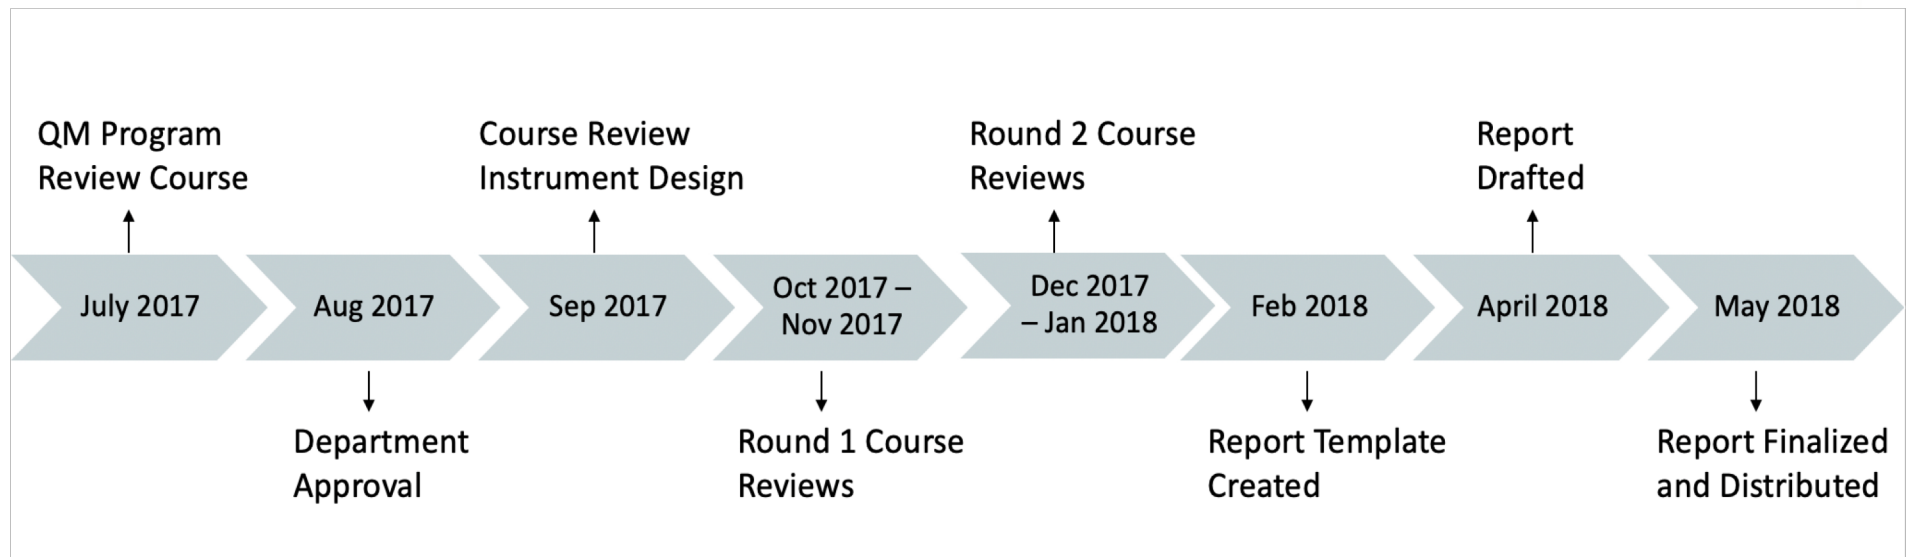 QM Program
Review Course
Course Review
Instrument Design
Round 2 Course
Reviews
Report
Drafted
July 2017
Aug 2017
Sep 2017
Oct 2017 –
Nov 2017
Dec 2017
– Jan 2018
Feb 2018
April 2018
May 2018
Department
Approval
Round 1 Course
Reviews
Report Template
Created
Report Finalized
and Distributed